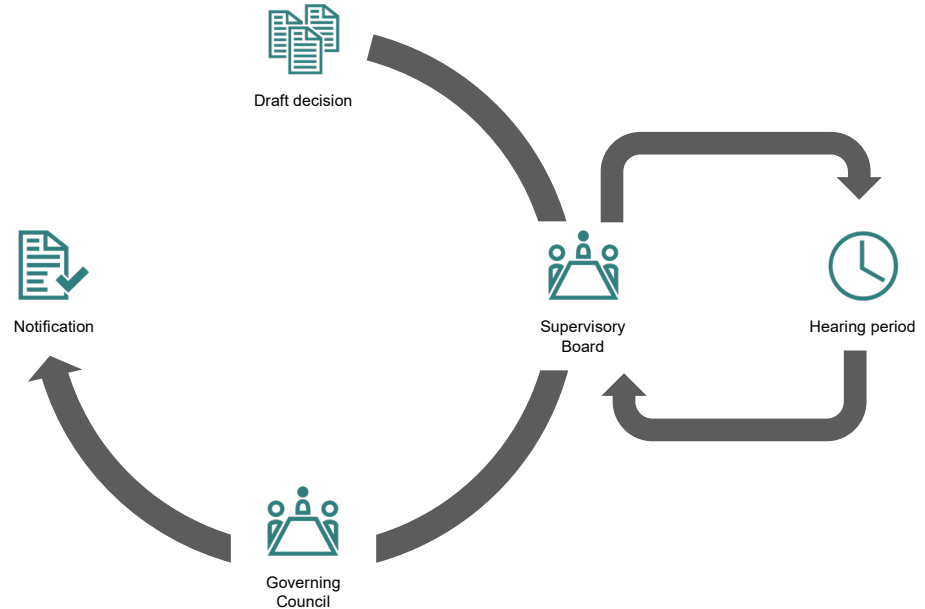 Draft decision
Notification
Supervisory
Board
Hearing period
Governing
Council